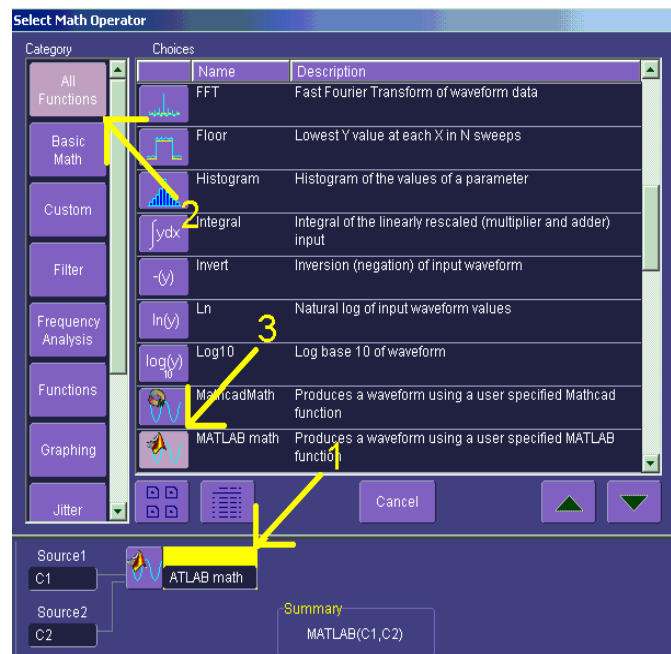 Select Math Operator
Category
Choices
All
Functions
Basic
Math
Custom
Filter
Frequency
Analysis
Functions
Graphing
Jitter
Name Description
FFT Fast Fourier Transform of waveform data
Floor Lowest Y value at each X in N sweeps
Histogram Histogram of the values of a parameter
∫ydx Integral Integral of the linearly rescaled (multiplier and adder)
input
-(y) Invert Inversion (negation) of input waveform
ln(y) Ln Natural log of input waveform values
log(y)
10
Log10 Log base 10 of waveform
MathcadMath Produces a waveform using a user specified Mathcad
function
MATLAB math Produces a waveform using a user specified MATLAB
function
2
3
1
Cancel
Source1
C1
ATLAB math
Source2
C2
Summary
MATLAB(C1,C2)